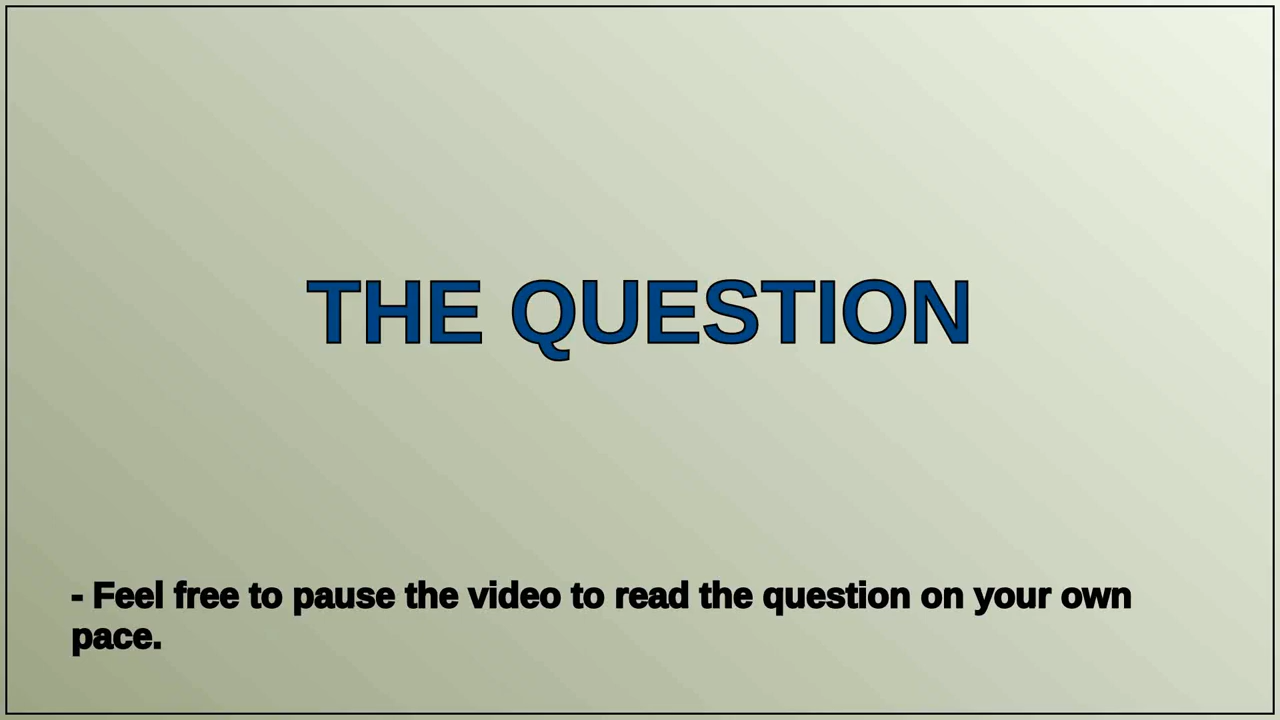 THE QUESTION
- Feel free to pause the video to read the question on your own
pace.